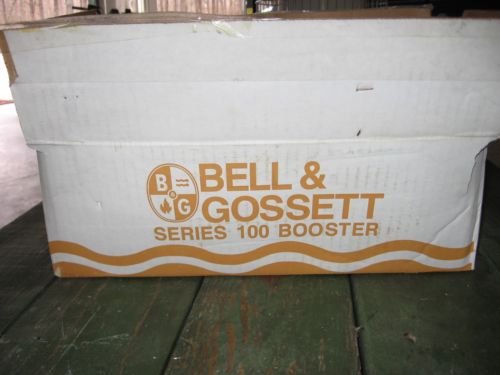 B
G
BELL &
GOSSETT
SERIES 100 BOOSTER